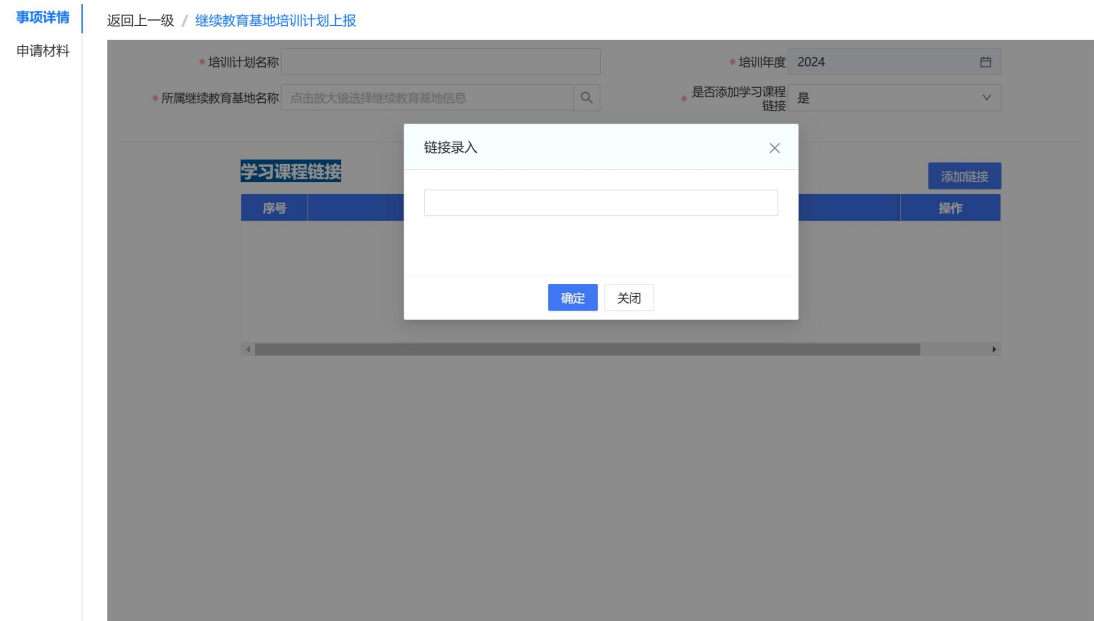 事项详情
返回上一级 / 继续教育基地培训计划上报
申请材料
* 培训计划名称
* 培训年度 2024
* 所属继续教育基地名称 点击放大镜选择继续教育基地信息
* 是否添加学习课程
链接 是
链接录入
学习课程链接
添加链接
序号
操作
确定 关闭